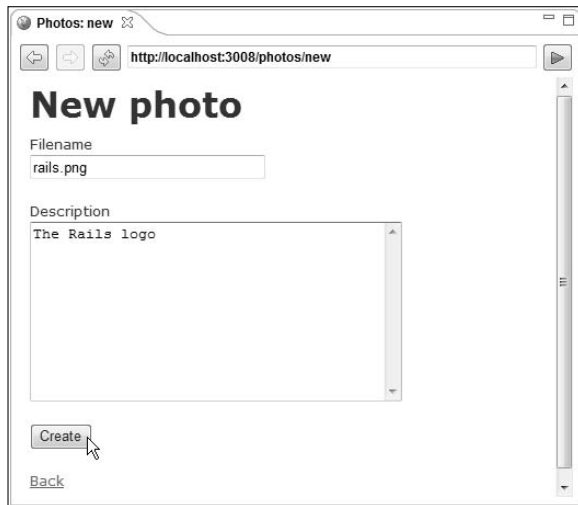 Photos: new
http://localhost:3008/photos/new
New photo
Filename
rails.png
Description
The Rails logo
Create
Back